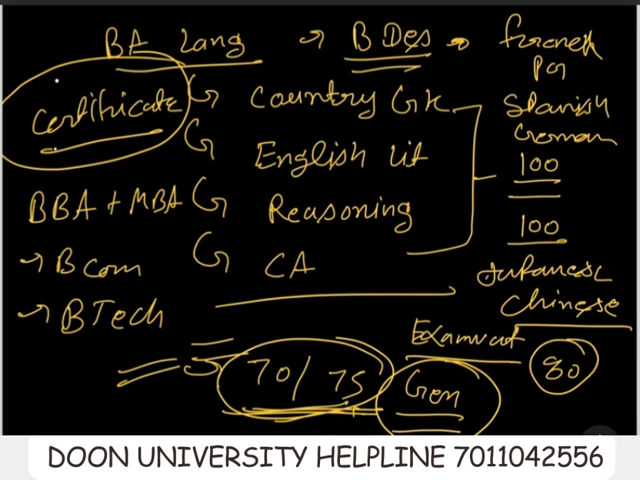 BA Lang → B Des → French
Certificate
Country GK
Spanish
German
English Lit
100
BBA + MBA
Reasoning
100
→ B Com
CA
Japanese
→ B Tech
Chinese
70/75
Gen
80
DOON UNIVERSITY HELPLINE 7011042556